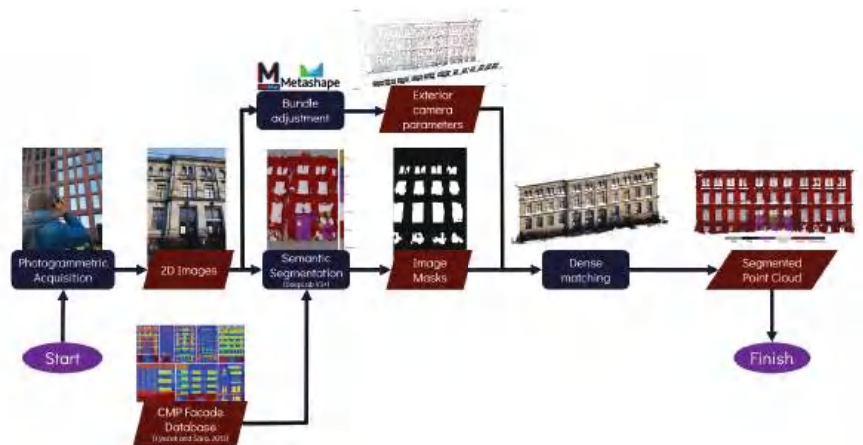 Metashape
Bundle
adjustment
Exterior
camera
parameters
Photogrammetric
Acquisition
2D Images
Semantic
Segmentation
(DeepLab V3+)
Image
Masks
Dense
matching
Segmented
Point Cloud
Start
Finish
CMP Facade
Database